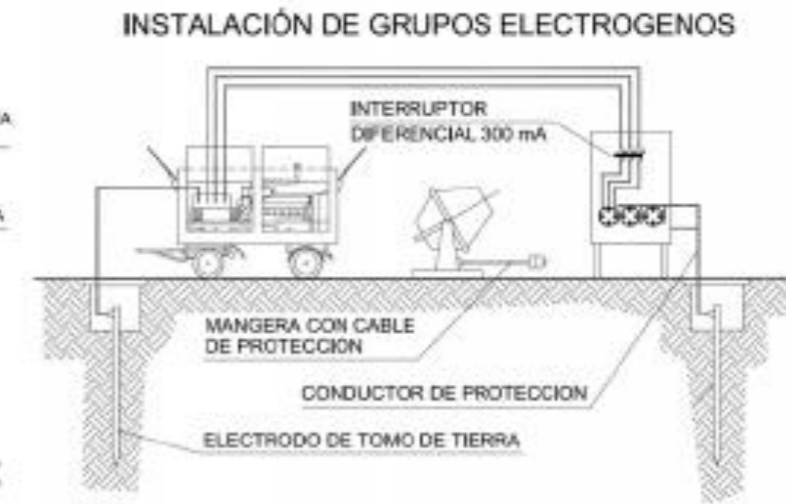 INSTALACIÓN DE GRUPOS ELECTROGENOS
INTERRUPTOR
DIFERENCIAL 300 mA
MANGERA CON CABLE
DE PROTECCION
CONDUCTOR DE PROTECCION
ELECTRODO DE TOMO DE TIERRA